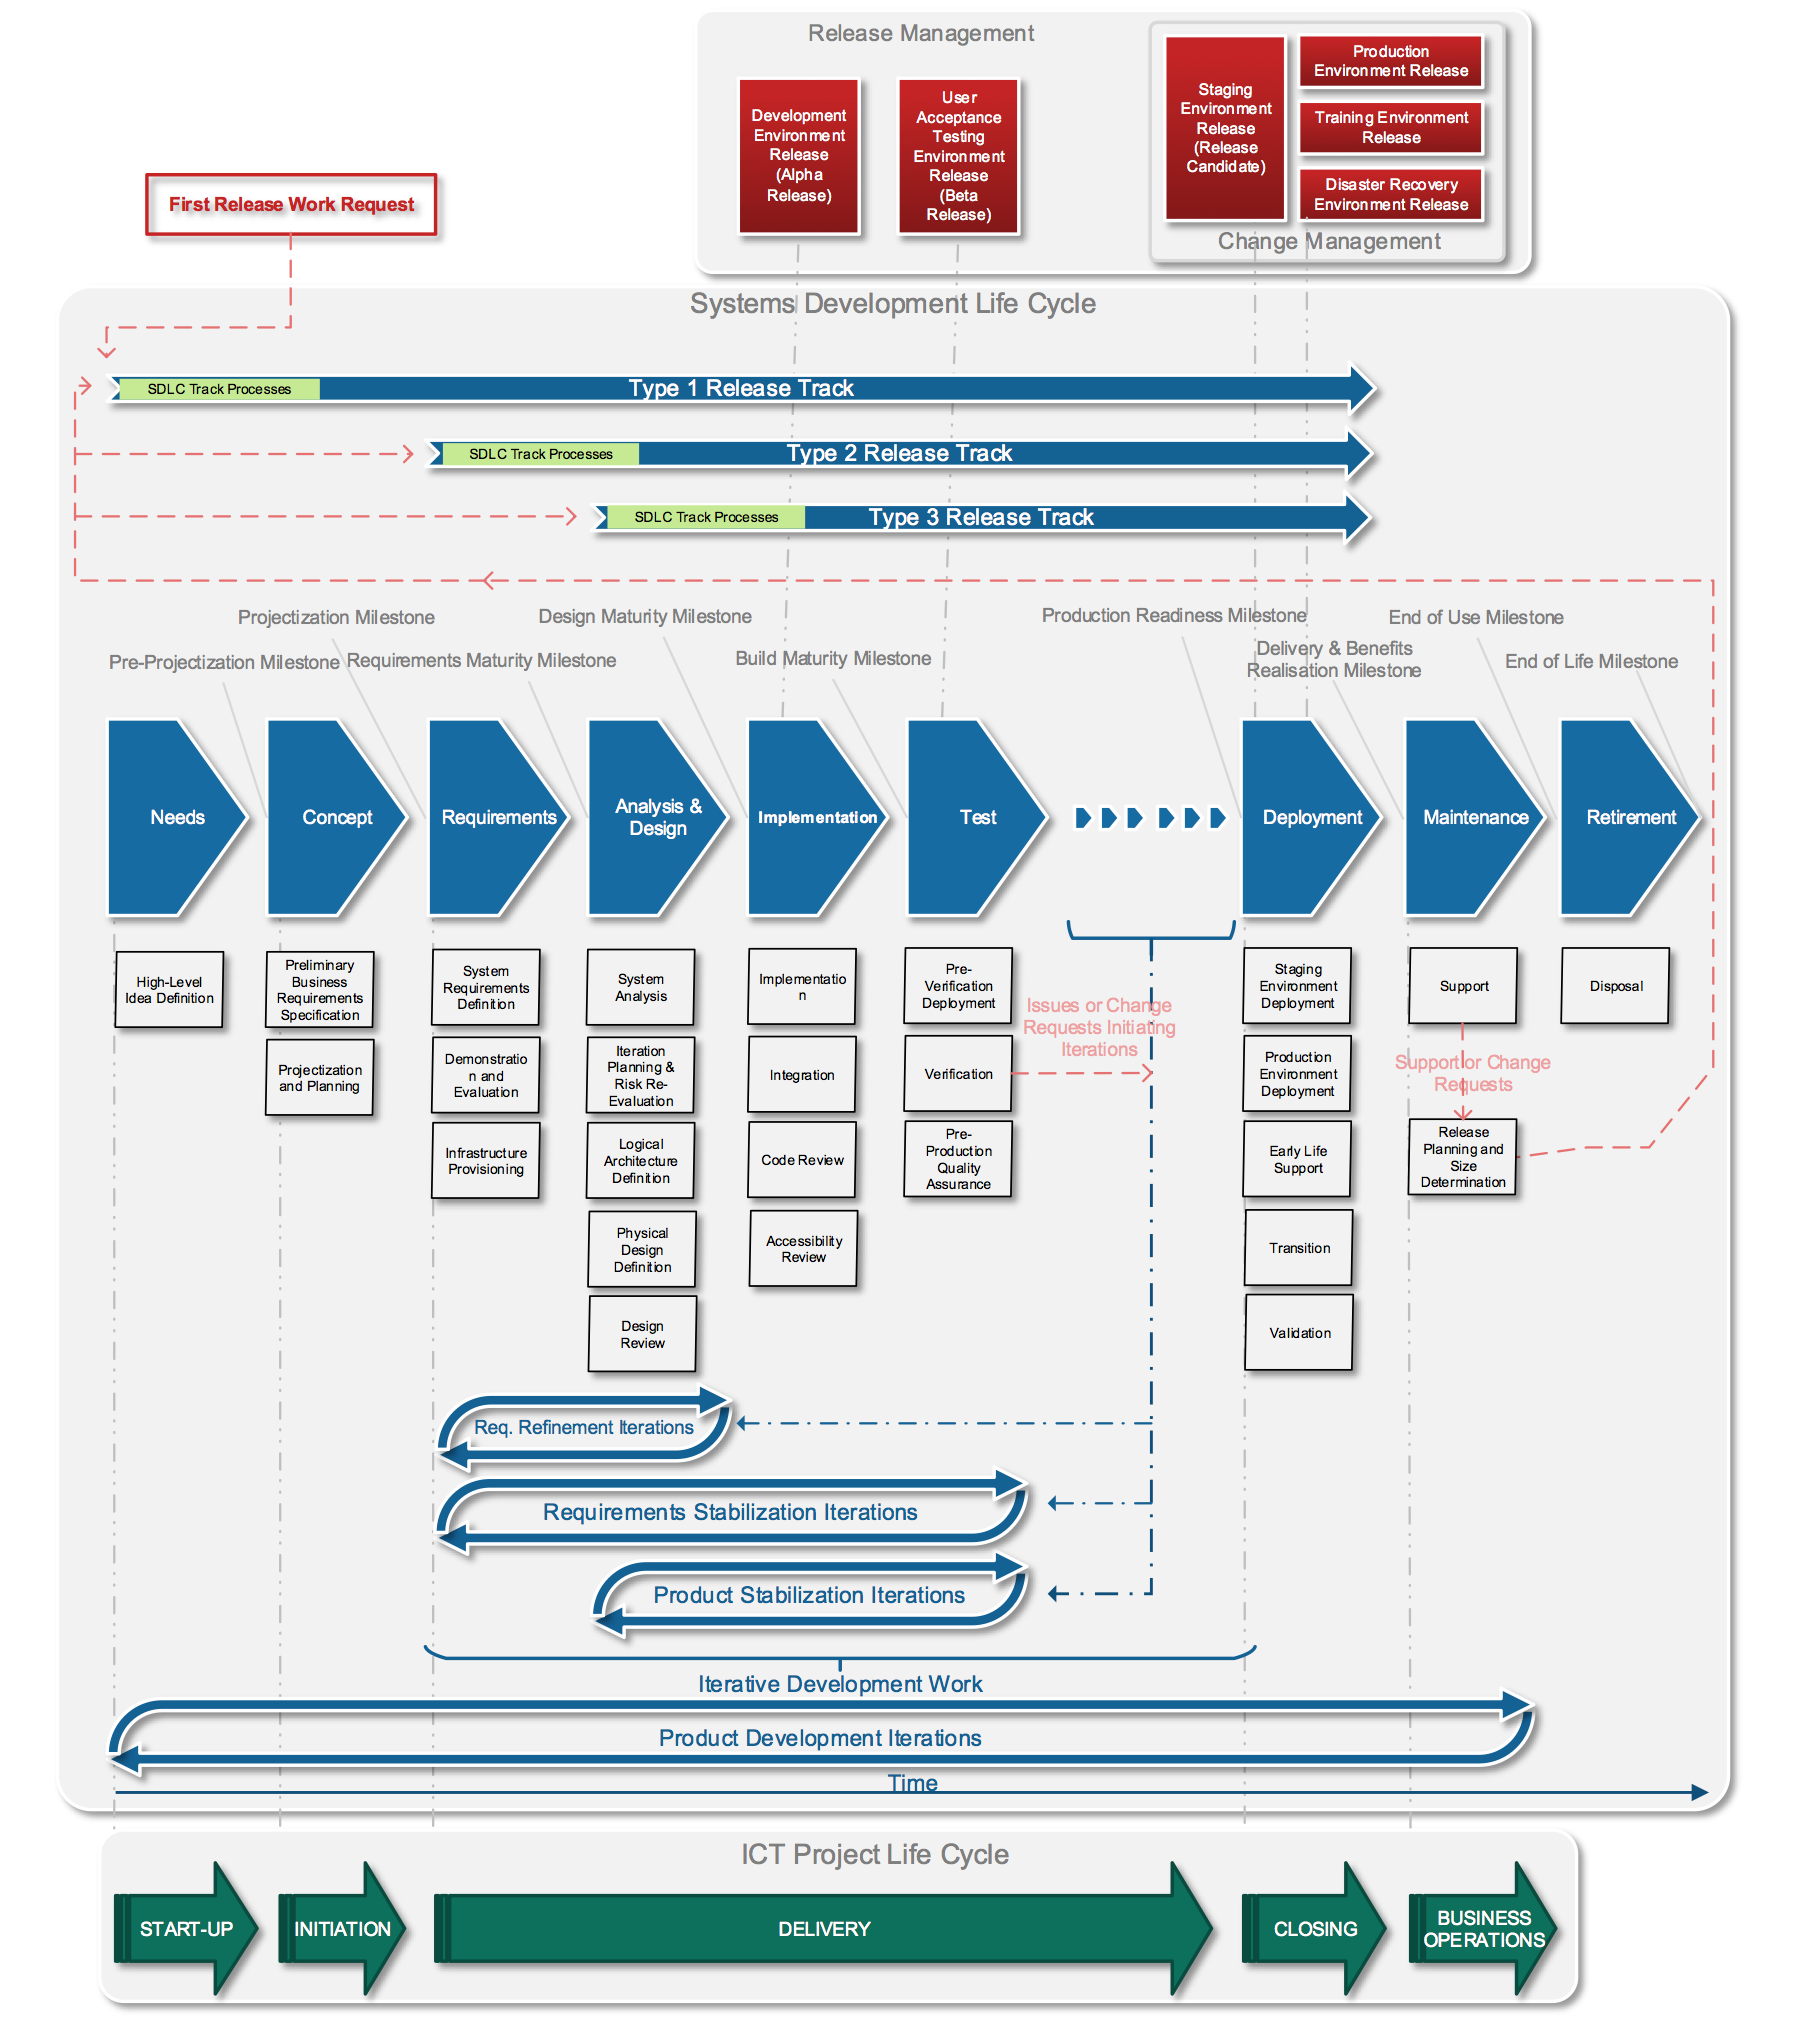 Release Management
Development
Environment
Release
(Alpha
Release)
User
Acceptance
Testing
Environment
Release
(Beta
Release)
Staging
Environment
Release
(Release
Candidate)
Production
Environment Release
Training Environment
Release
Disaster Recovery
Environment Release
Change Management
First Release Work Request
Systems Development Life Cycle
SDLC Track Processes
Type 1 Release Track
SDLC Track Processes
Type 2 Release Track
SDLC Track Processes
Type 3 Release Track
Pre-Projectization Milestone
Projectization Milestone
Requirements Maturity Milestone
Design Maturity Milestone
Build Maturity Milestone
Production Readiness Milestone
Delivery & Benefits
Realisation Milestone
End of Use Milestone
End of Life Milestone
Needs
Concept
Requirements
Analysis &
Design
Implementation
Test
Deployment
Maintenance
Retirement
High-Level
Idea Definition
Preliminary
Business
Requirements
Specification
Projectization
and Planning
System
Requirements
Definition
Demonstratio
n and
Evaluation
Infrastructure
Provisioning
System
Analysis
Iteration
Planning &
Risk Re-
Evaluation
Logical
Architecture
Definition
Physical
Design
Definition
Design
Review
Implementatio
n
Integration
Code Review
Accessibility
Review
Pre-
Verification
Deployment
Verification
Pre-
Production
Quality
Assurance
Issues or Change
Requests Initiating
Iterations
Staging
Environment
Deployment
Production
Environment
Deployment
Early Life
Support
Transition
Validation
Support
Support or Change
Requests
Release
Planning and
Size
Determination
Disposal
Req. Refinement Iterations
Requirements Stabilization Iterations
Product Stabilization Iterations
Iterative Development Work
Product Development Iterations
Time
ICT Project Life Cycle
START-UP
INITIATION
DELIVERY
CLOSING
BUSINESS
OPERATIONS